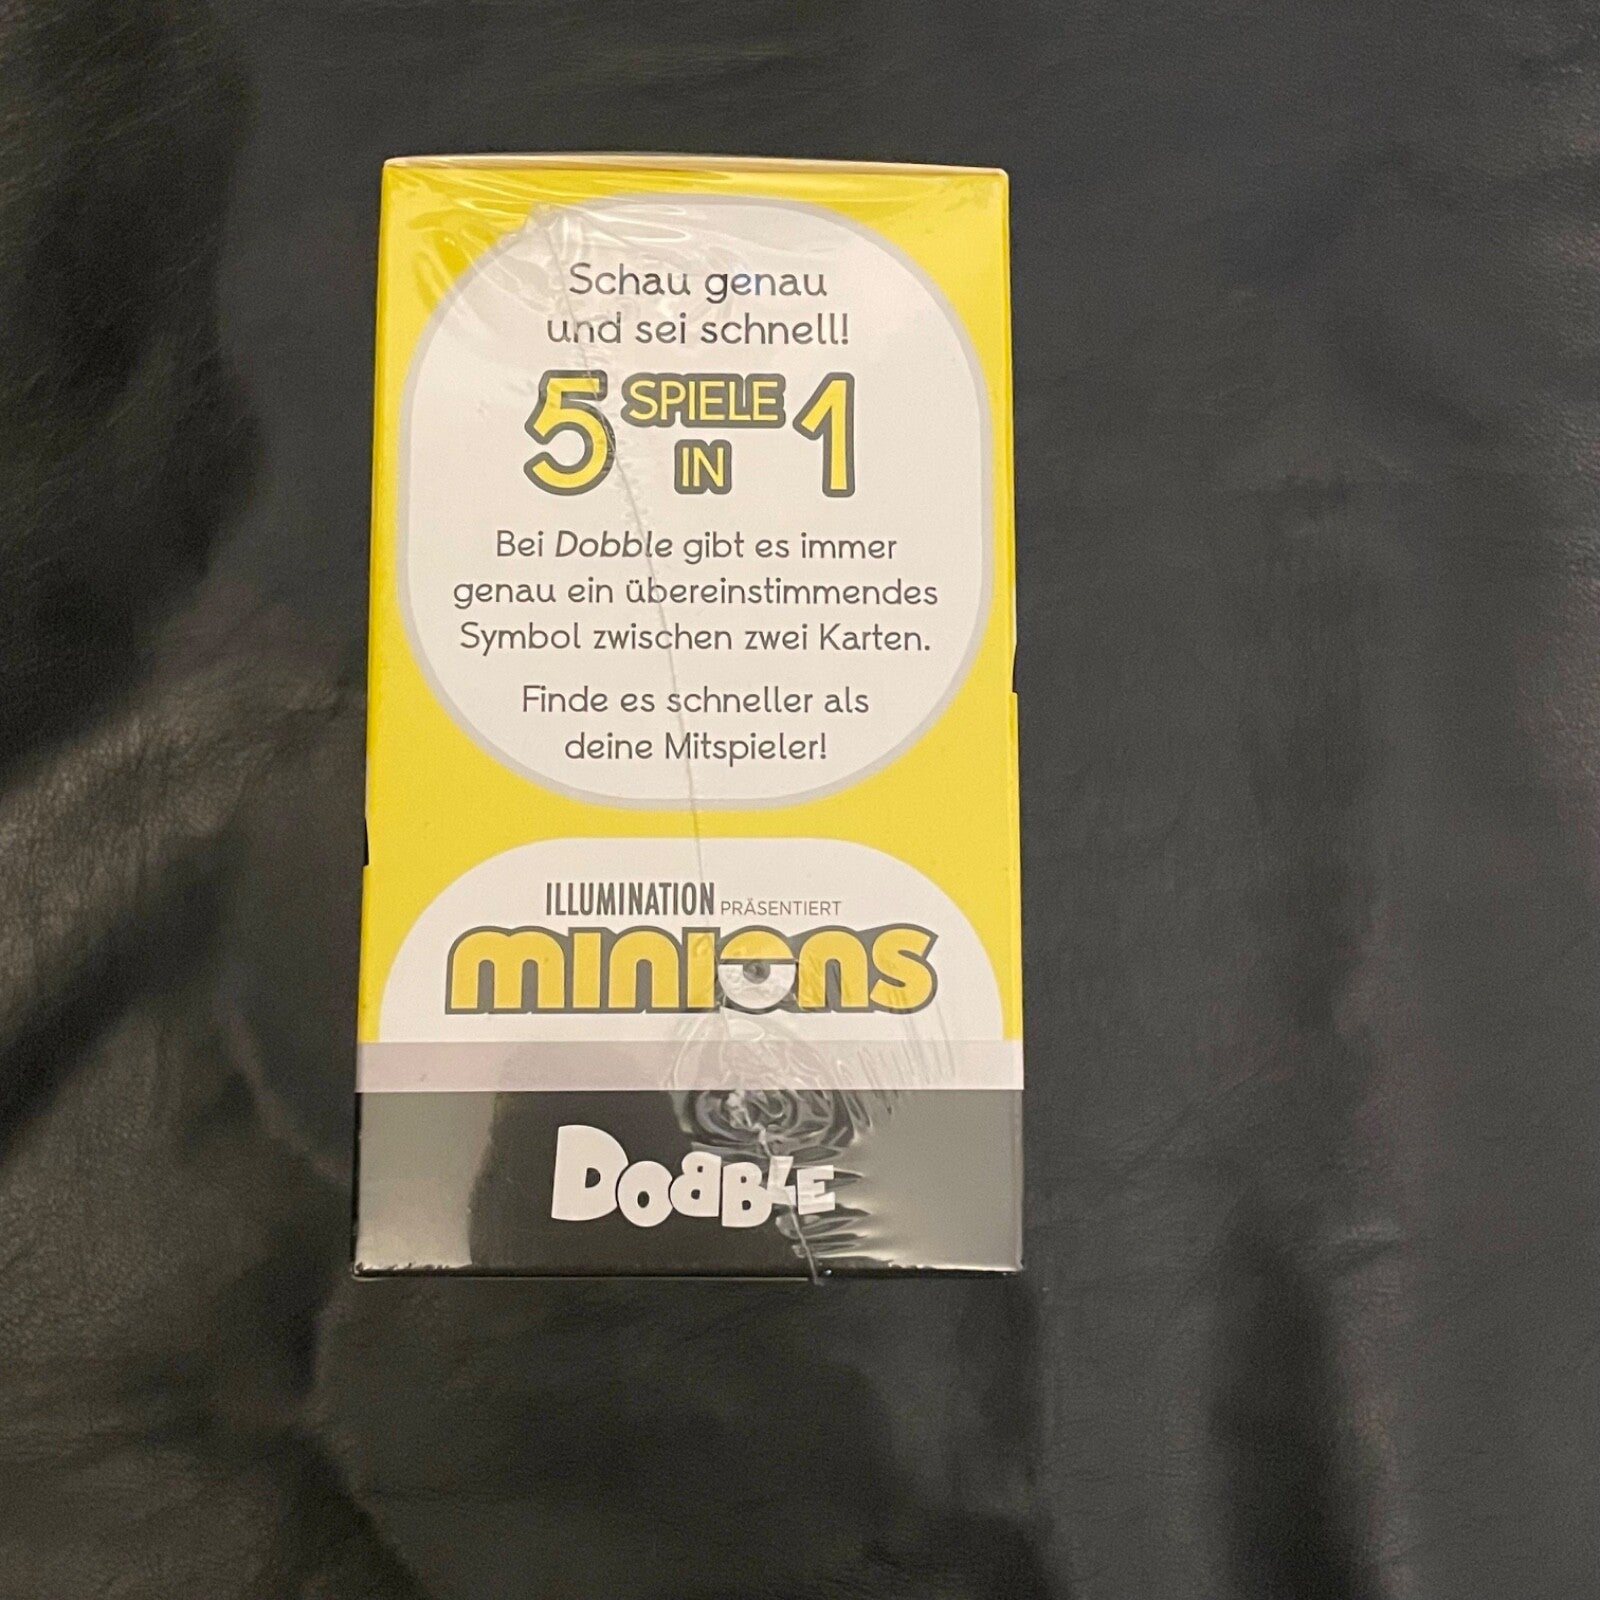 Schau genau
und sei schnell!
5 SPIELE IN 1
Bei Dobble gibt es immer
genau ein übereinstimmendes
Symbol zwischen zwei Karten.
Finde es schneller als
deine Mitspieler!
ILLUMINATION PRÄSENTIERT
minions
DOBBLE